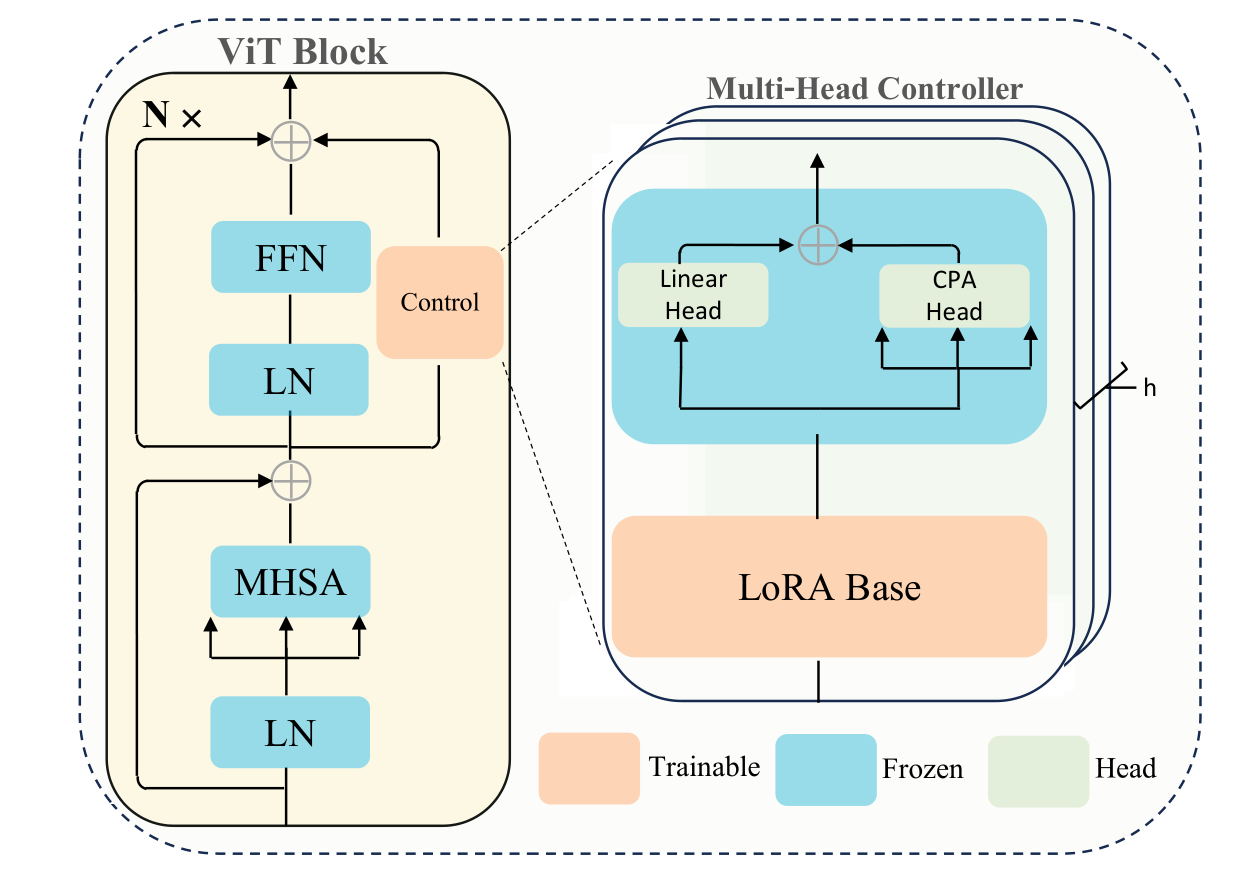 ViT Block
N ×
FFN
LN
Control
MHSA
LN
Multi-Head Controller
Linear
Head
CPA
Head
h
LoRA Base
Trainable
Frozen
Head